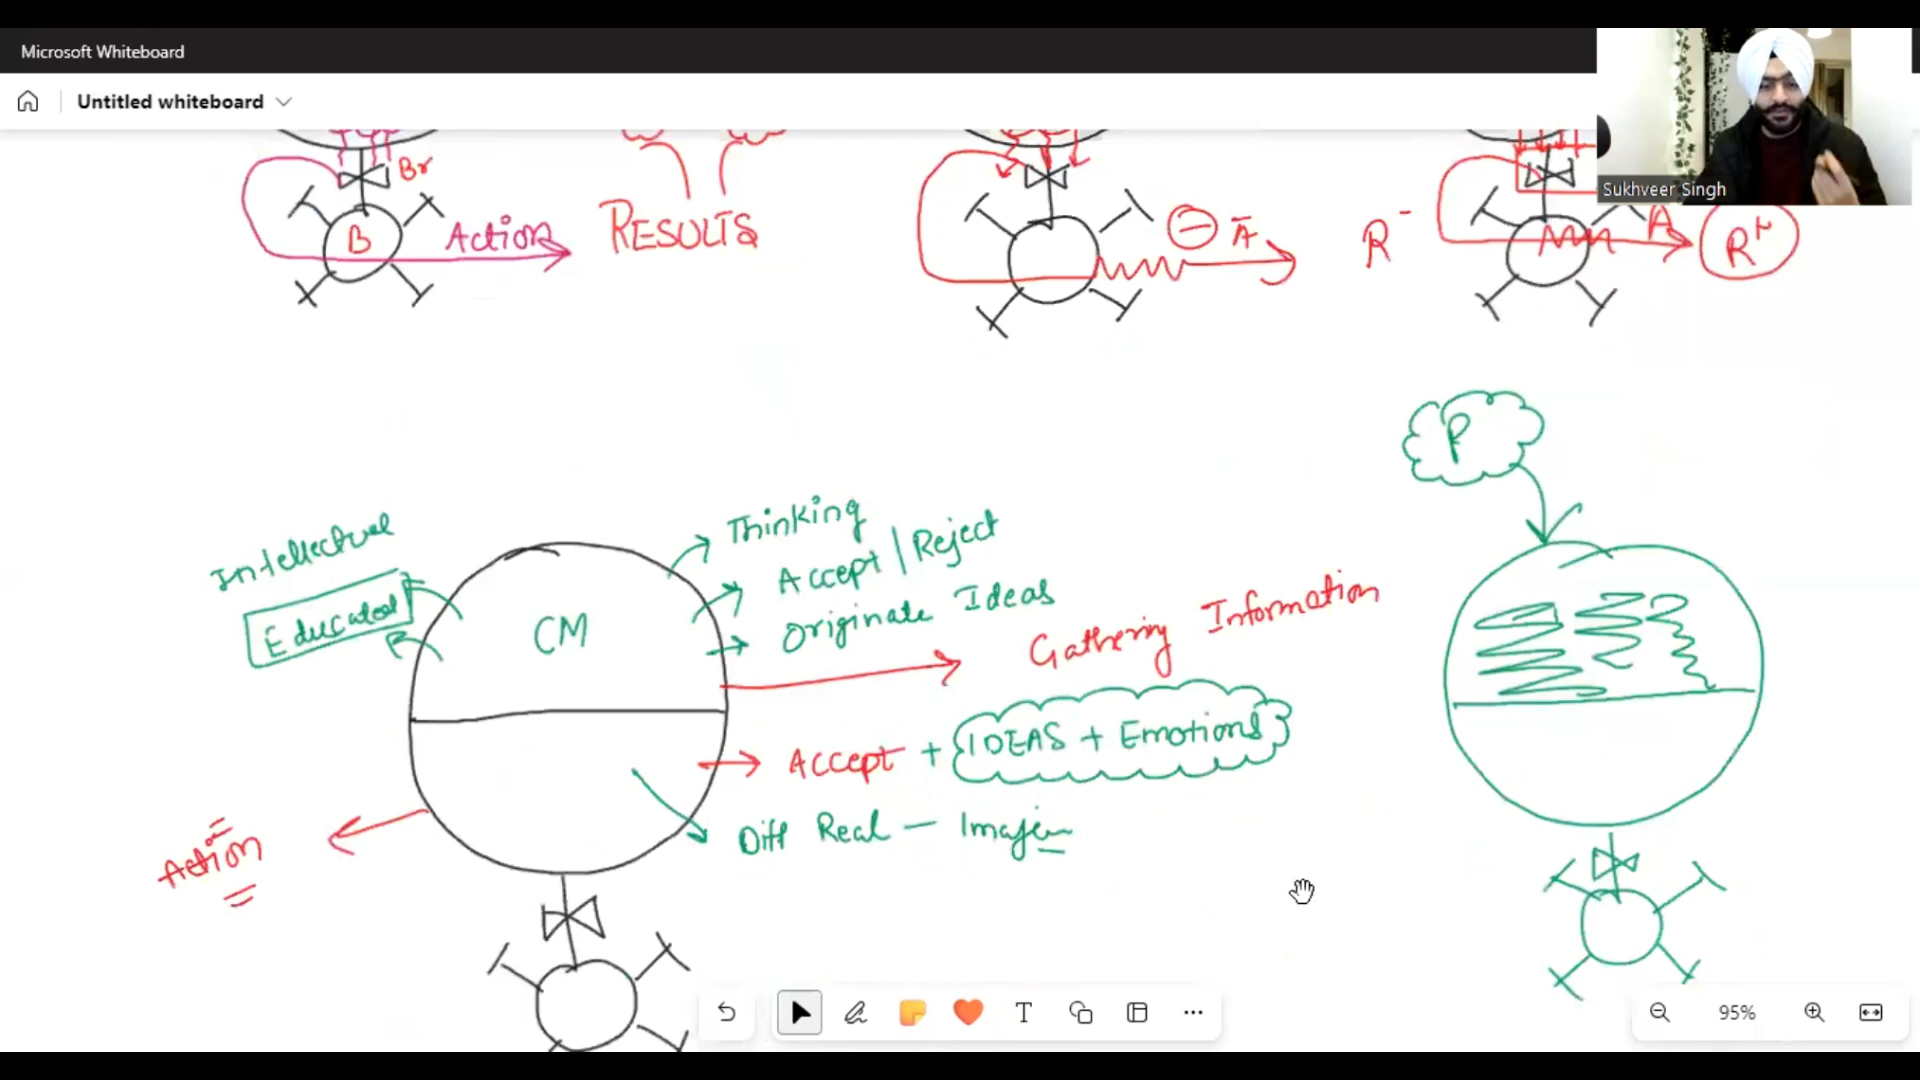 Microsoft Whiteboard
Untitled whiteboard
Sukhveer Singh
Br
B
Action
RESULTS
A
R
A
R
P
Intellectual
Educated
CM
Thinking
Accept | Reject
Originate Ideas
Gathering Information
Accept + IDEAS + Emotions
Diff Real —
Action
95%